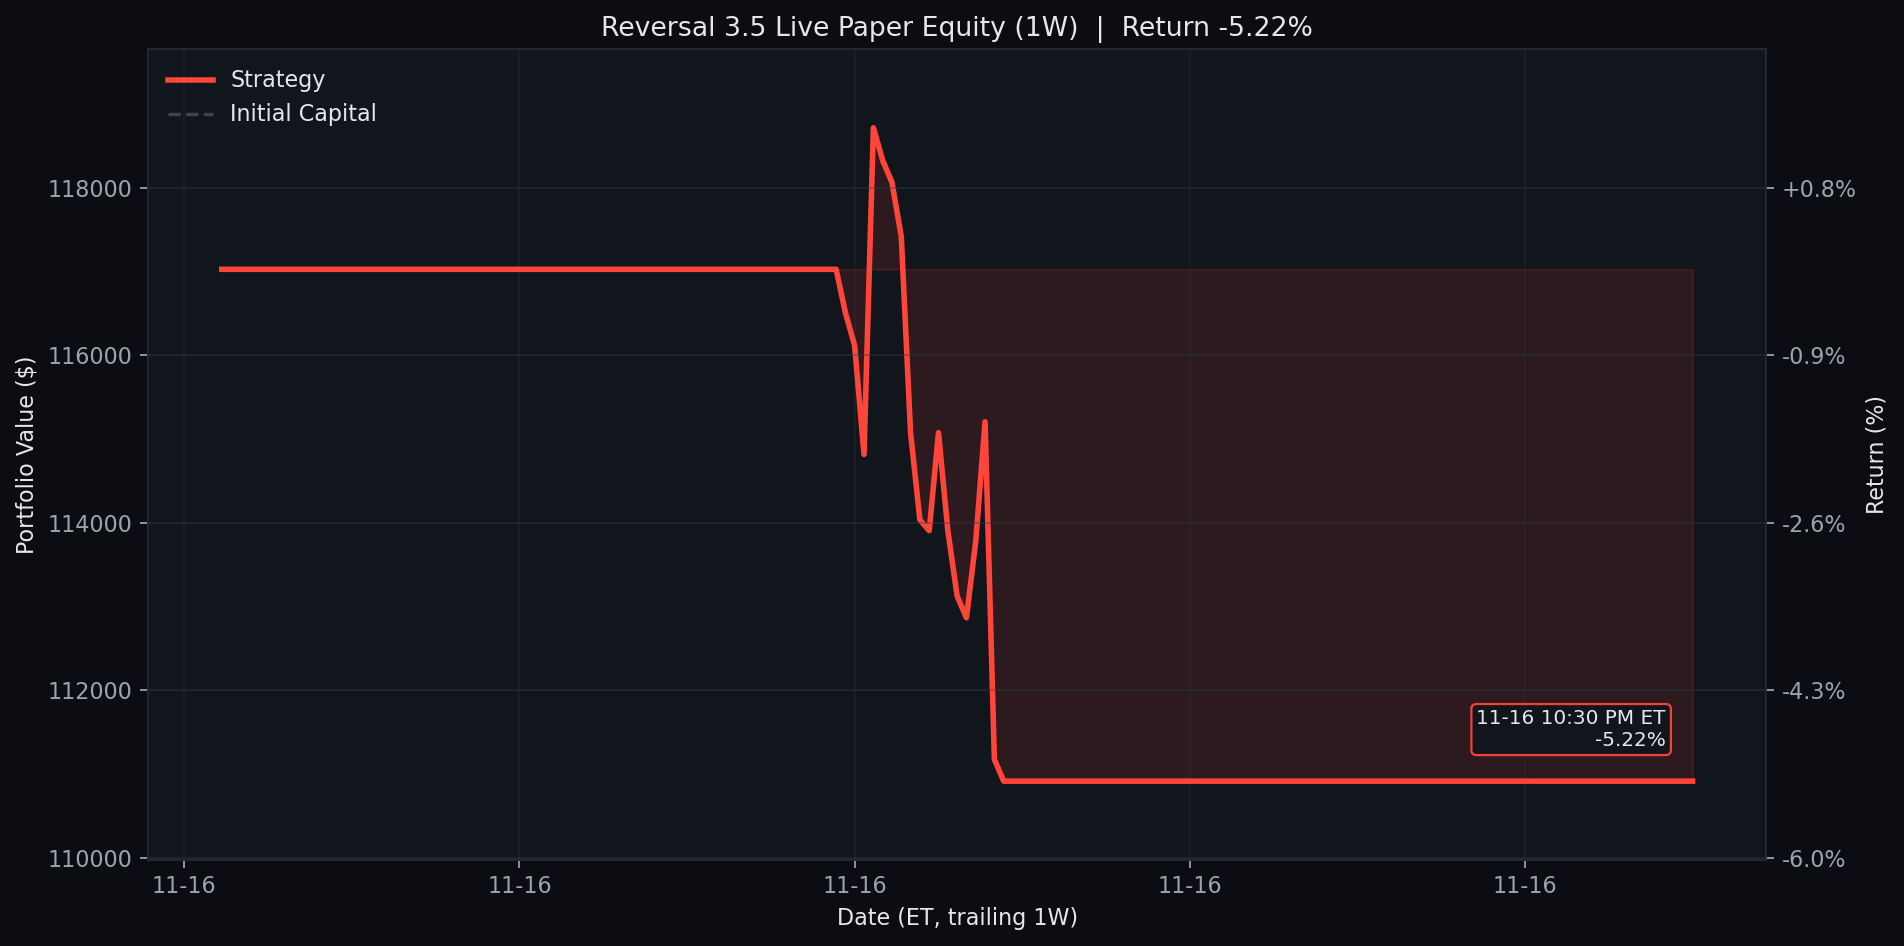 Reversal 3.5 Live Paper Equity (1W) | Return -5.22%
Strategy
Initial Capital
118000
116000
114000
112000
110000
Portfolio Value ($)
+0.8%
-0.9%
-2.6%
-4.3%
-6.0%
Return (%)
11-16 10:30 PM ET
-5.22%
11-16 11-16 11-16 11-16 11-16
Date (ET, trailing 1W)